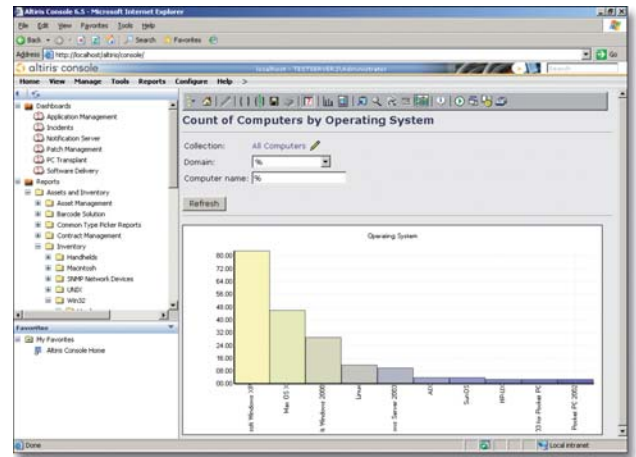 Altiris Console 6.5 - Microsoft Internet Explorer
File Edit View Favorites Tools Help
Back Search Favorites
Address http://localhost/altiris/console/ Go
altiris console
Home View Manage Tools Reports Configure Help >
Dashboards
Application Management
Incidents
Notification Server
Patch Management
PC Transplant
Software Delivery
Reports
Assets and Inventory
Asset Management
Barcode Solution
Common Type Picker Reports
Contract Management
Inventory
Handhelds
Macintosh
SNMP Network Devices
UNIX
Win32
Favorites
My Favorites
Altiris Console Home
Count of Computers by Operating System
Collection: All Computers
Domain: %
Computer name: %
Refresh
Operating System
80.00
72.00
64.00
56.00
48.00
40.00
32.00
24.00
16.00
08.00
00.00
Mac OS X
Linux
AIX
SunOS
HP-UX
Done
Local intranet